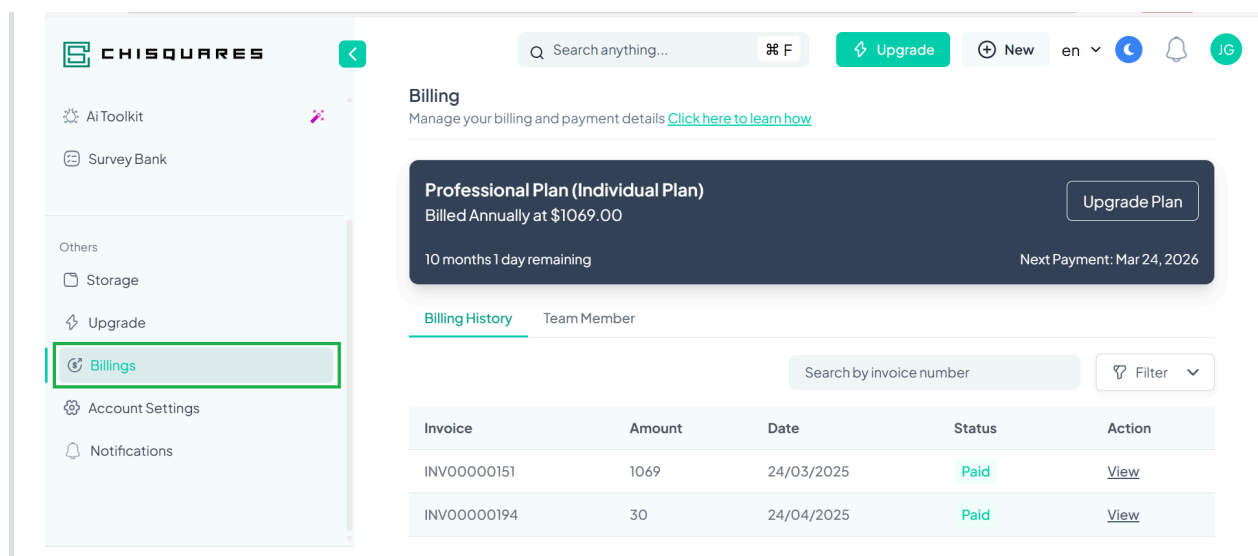 CHISQUARES
Search anything... ⌘ F
Upgrade
New
en
JG
Ai Toolkit
Survey Bank
Others
Storage
Upgrade
Billings
Account Settings
Notifications
Billing
Manage your billing and payment details Click here to learn how
Professional Plan (Individual Plan)
Billed Annually at $1069.00
Upgrade Plan
10 months 1 day remaining
Next Payment: Mar 24, 2026
Billing History Team Member
Search by invoice number
Filter
Invoice Amount Date Status Action
INV00000151 1069 24/03/2025 Paid View
INV00000194 30 24/04/2025 Paid View